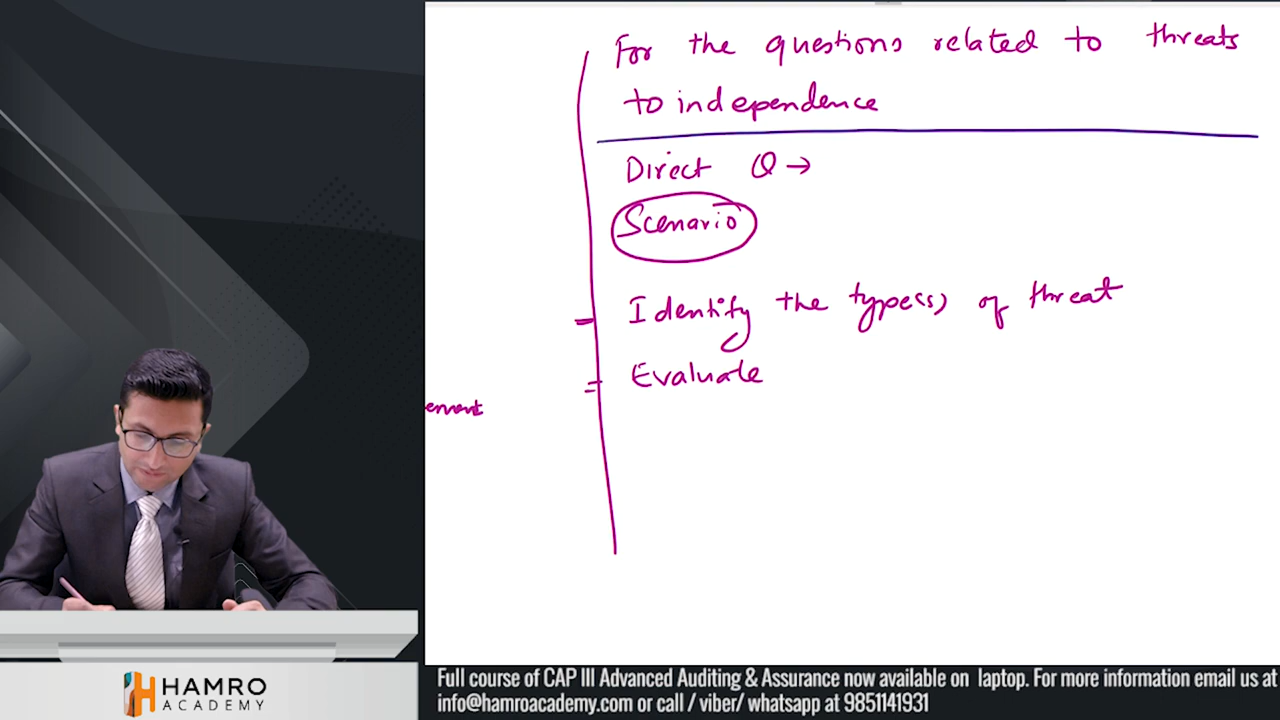 For the questions related to threats
to independence
Direct Q →
Scenario
= Identify the type(s) of threat
= Evaluate
ement
HAMRO
ACADEMY
Full course of CAP III Advanced Auditing & Assurance now available on laptop. For more information email us at
info@hamroacademy.com or call / viber/ whatsapp at 9851141931